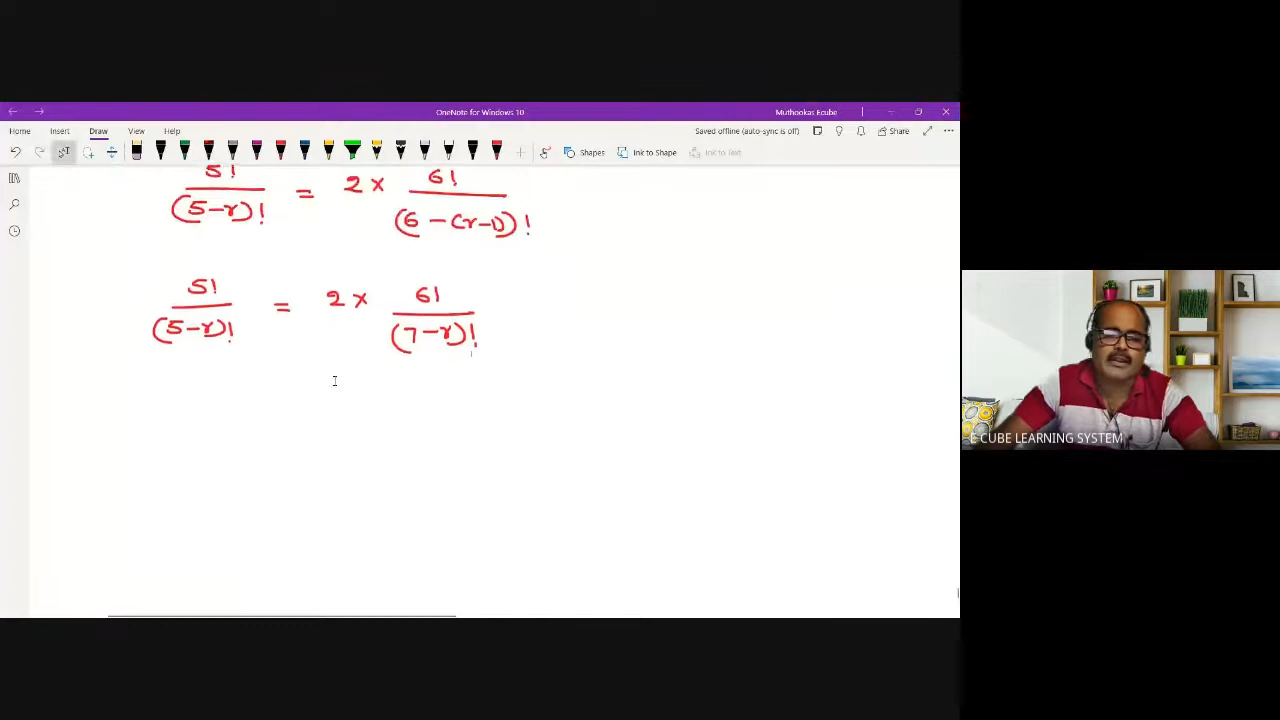 OneNote for Windows 10
Muthookas Ecube
Home Insert Draw View Help
Saved offline (auto-sync is off)
Share
Shapes
Ink to Shape
Ink to Text
5!
/(5-r)! = 2 × 6!/(6-(r-1))!
5!/(5-r)! = 2 × 6!/(7-r)!
E CUBE LEARNING SYSTEM